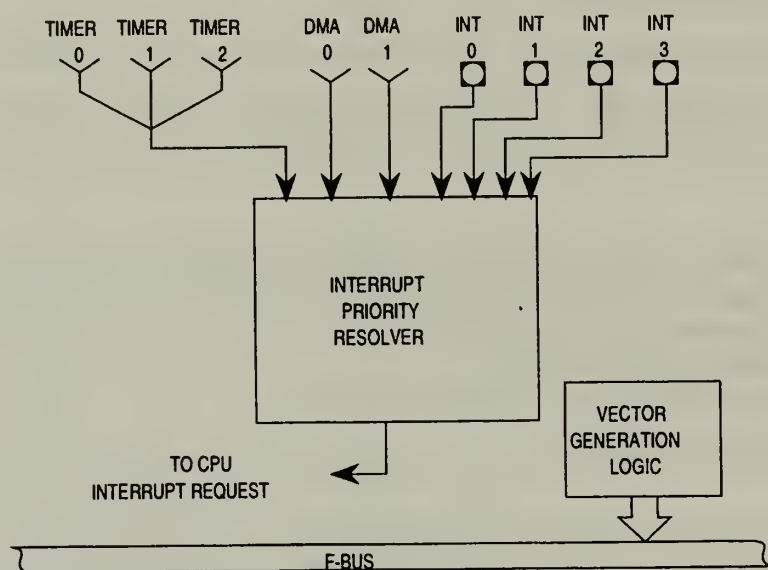 TIMER TIMER TIMER DMA DMA INT INT INT INT
0 1 2 0 1 0 1 2 3
INTERRUPT
PRIORITY
RESOLVER
VECTOR
GENERATION
LOGIC
TO CPU
INTERRUPT REQUEST
F-BUS